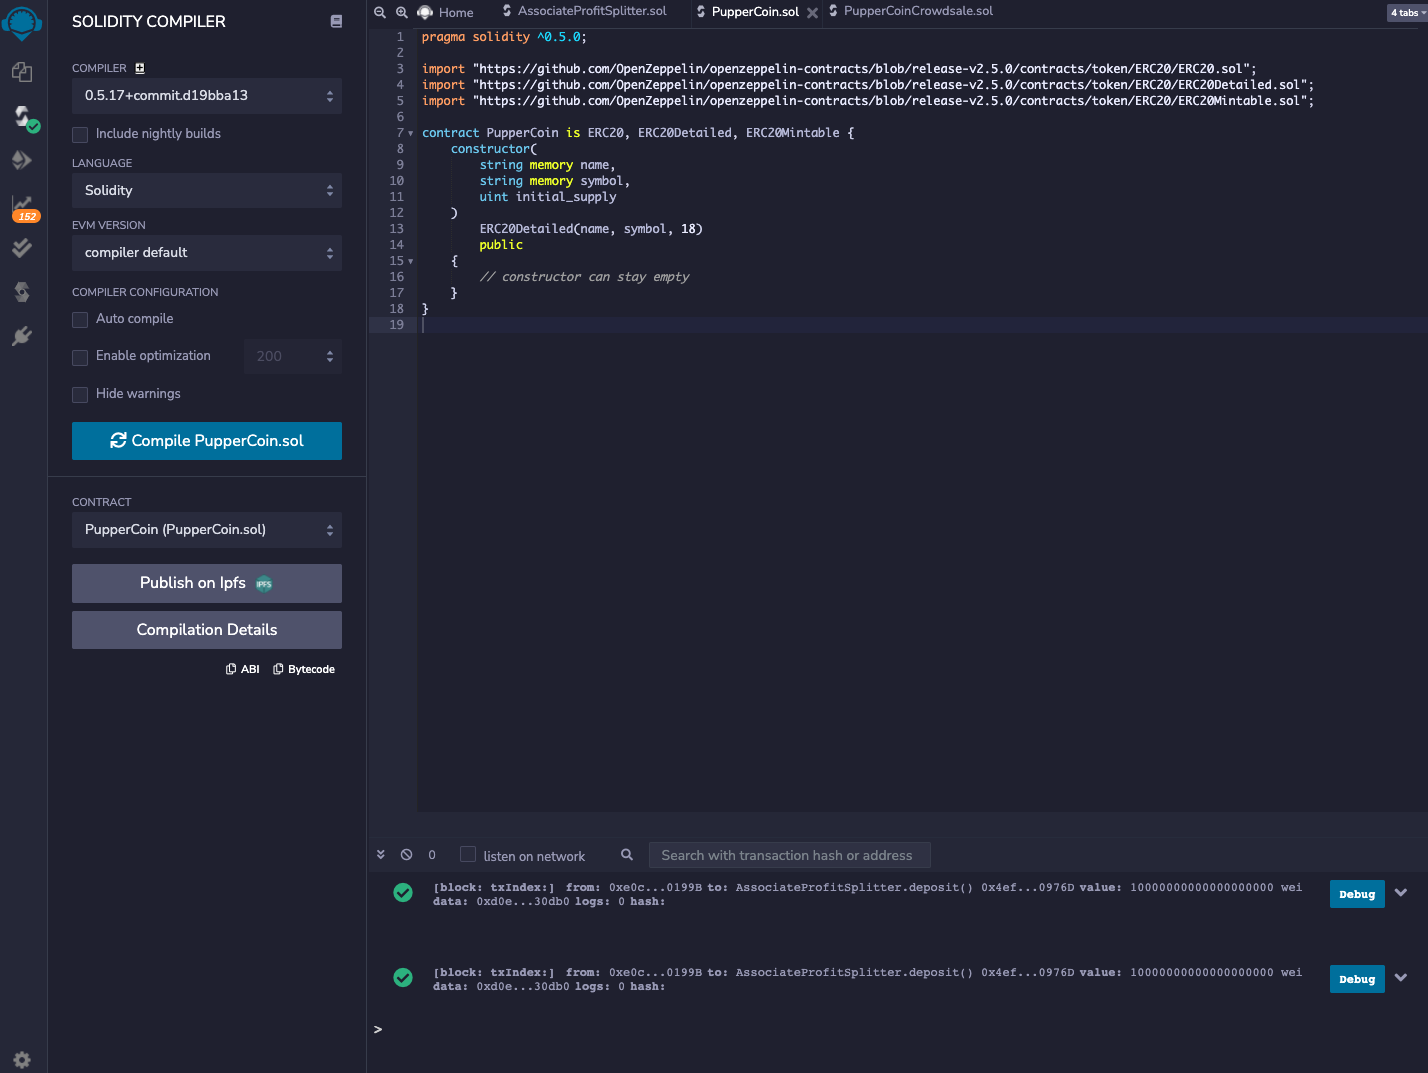 SOLIDITY COMPILER
COMPILER
0.5.17+commit.d19bba13
Include nightly builds
LANGUAGE
Solidity
EVM VERSION
compiler default
COMPILER CONFIGURATION
Auto compile
Enable optimization 200
Hide warnings
Compile PupperCoin.sol
CONTRACT
PupperCoin (PupperCoin.sol)
Publish on Ipfs IPFS
Compilation Details
ABI Bytecode
152
Home AssociateProfitSplitter.sol PupperCoin.sol PupperCoinCrowdsale.sol 4 tabs
1 pragma solidity ^0.5.0;
2
3 import "https://github.com/OpenZeppelin/openzeppelin-contracts/blob/release-v2.5.0/contracts/token/ERC20/ERC20.sol";
4 import "https://github.com/OpenZeppelin/openzeppelin-contracts/blob/release-v2.5.0/contracts/token/ERC20/ERC20Detailed.sol";
5 import "https://github.com/OpenZeppelin/openzeppelin-contracts/blob/release-v2.5.0/contracts/token/ERC20/ERC20Mintable.sol";
6
7 contract PupperCoin is ERC20, ERC20Detailed, ERC20Mintable {
8 constructor(
9 string memory name,
10 string memory symbol,
11 uint initial_supply
12 )
13 ERC20Detailed(name, symbol, 18)
14 public
15 {
16 // constructor can stay empty
17 }
18 }
19
0 listen on network Search with transaction hash or address
[block: txIndex:] from: 0xe0c...0199B to: AssociateProfitSplitter.deposit() 0x4ef...0976D value: 10000000000000000000 wei Debug
data: 0xd0e...30db0 logs: 0 hash:
[block: txIndex:] from: 0xe0c...0199B to: AssociateProfitSplitter.deposit() 0x4ef...0976D value: 10000000000000000000 wei Debug
data: 0xd0e...30db0 logs: 0 hash:
>